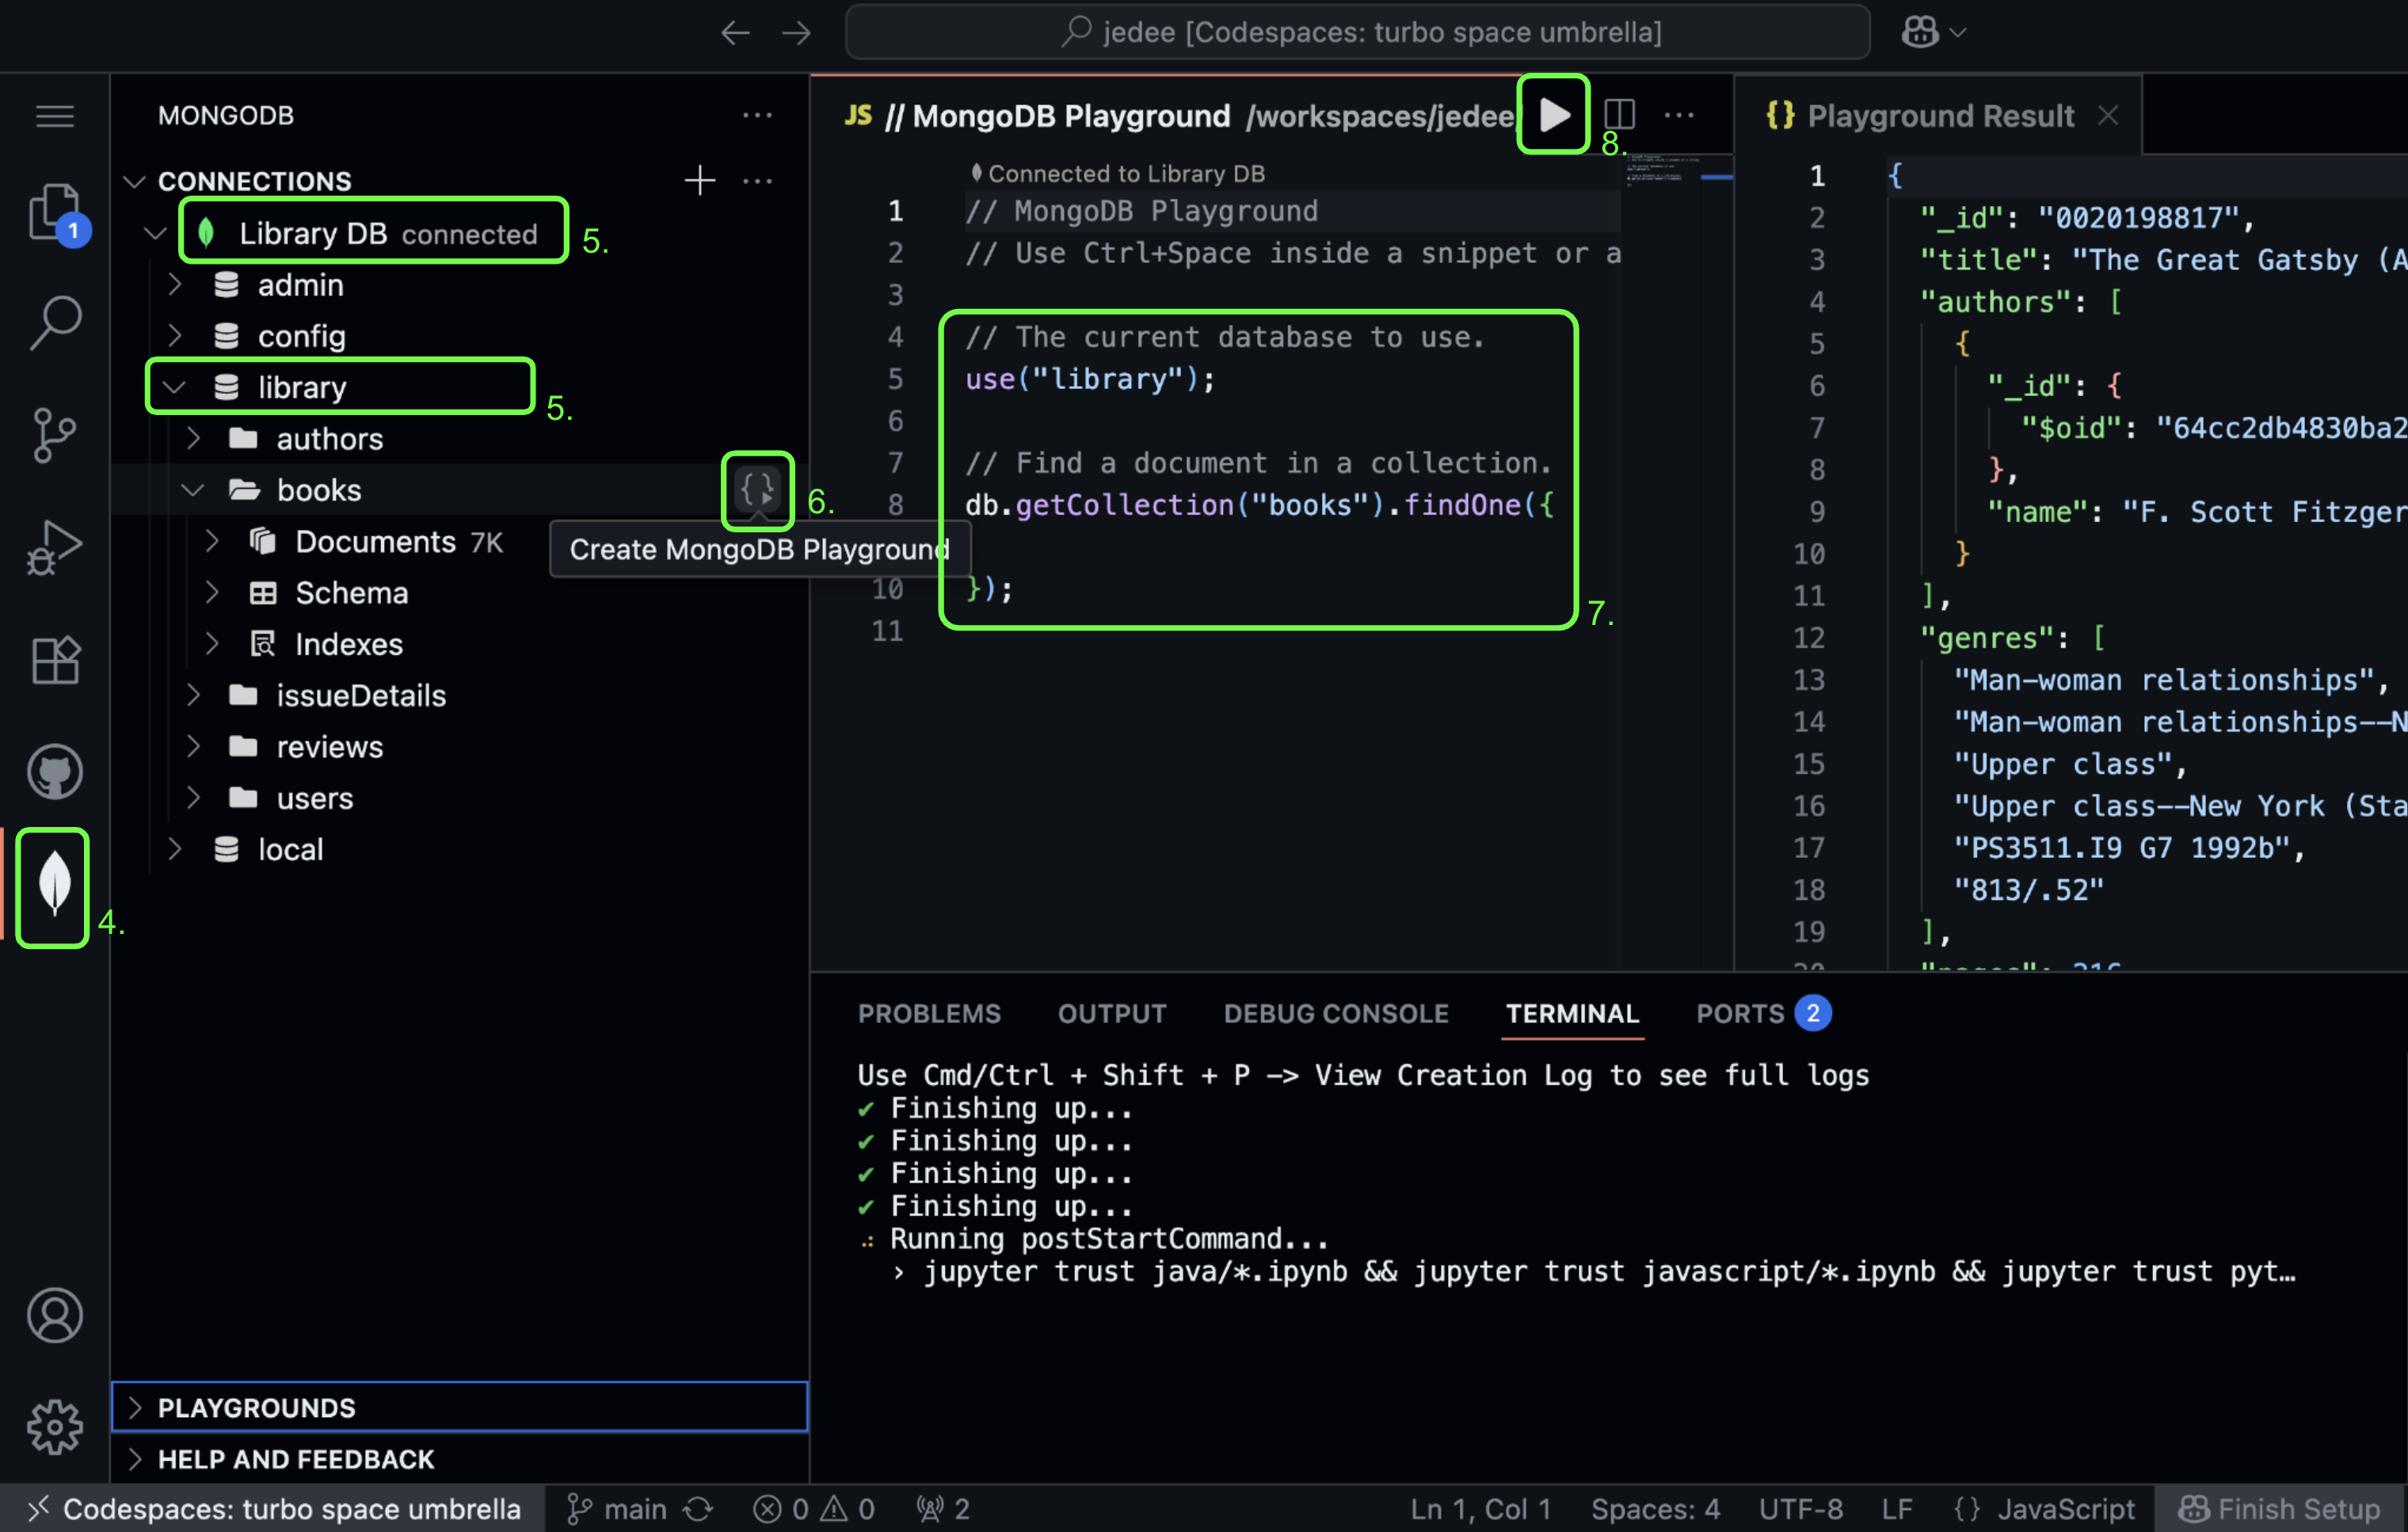 jedee [Codespaces: turbo space umbrella]
MONGODB
CONNECTIONS
Library DB connected
5.
admin
config
library
5.
authors
books
6.
Create MongoDB Playground
Documents 7K
Schema
Indexes
issueDetails
reviews
users
local
1
4.
PLAYGROUNDS
HELP AND FEEDBACK
JS // MongoDB Playground /workspaces/jedee/
8.
Connected to Library DB
1 // MongoDB Playground
2 // Use Ctrl+Space inside a snippet or a
3
4 // The current database to use.
5 use("library");
6
7 // Find a document in a collection.
8 db.getCollection("books").findOne({
10 });
11
7.
{} Playground Result
1 {
2 "_id": "0020198817",
3 "title": "The Great Gatsby (A
4 "authors": [
5 {
6 "_id": {
7 "$oid": "64cc2db4830ba2
8 },
9 "name": "F. Scott Fitzger
10 }
11 ],
12 "genres": [
13 "Man-woman relationships",
14 "Man-woman relationships--N
15 "Upper class",
16 "Upper class--New York (Sta
17 "PS3511.I9 G7 1992b",
18 "813/.52"
19 ],
PROBLEMS OUTPUT DEBUG CONSOLE TERMINAL PORTS 2
Use Cmd/Ctrl + Shift + P -> View Creation Log to see full logs
✔ Finishing up...
✔ Finishing up...
✔ Finishing up...
✔ Finishing up...
Running postStartCommand...
› jupyter trust java/*.ipynb && jupyter trust javascript/*.ipynb && jupyter trust pyt…
Codespaces: turbo space umbrella main 0 0 2 Ln 1, Col 1 Spaces: 4 UTF-8 LF {} JavaScript Finish Setup